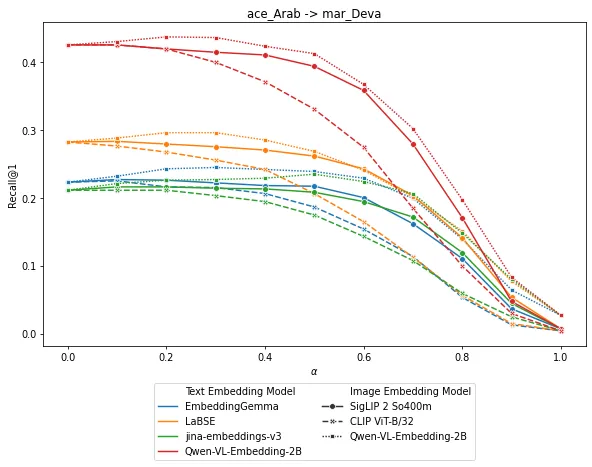 ace_Arab -> mar_Deva
Recall@1
0.4
0.3
0.2
0.1
0.0
0.0 0.2 0.4 0.6 0.8 1.0
α
Text Embedding Model
EmbeddingGemma
LaBSE
jina-embeddings-v3
Qwen-VL-Embedding-2B
Image Embedding Model
SigLIP 2 So400m
CLIP ViT-B/32
Qwen-VL-Embedding-2B